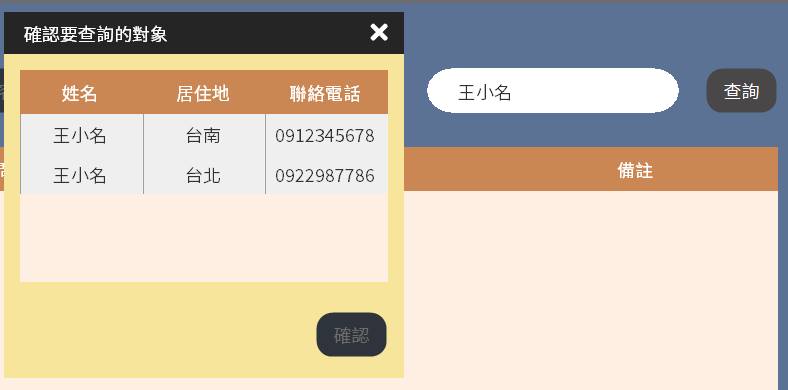 確認要查詢的對象
王小名 查詢
姓名 居住地 聯絡電話
王小名 台南 0912345678
王小名 台北 0922987786
備註
確認